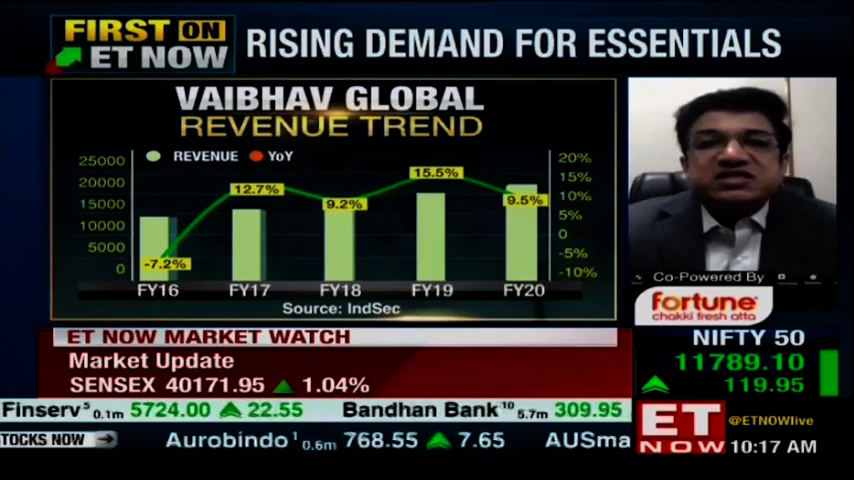 FIRST ON
ET NOW
RISING DEMAND FOR ESSENTIALS
VAIBHAV GLOBAL
REVENUE TREND
REVENUE YoY
25000
20000
15000
10000
5000
0
20%
15%
10%
5%
0
-5%
-10%
-7.2%
12.7%
9.2%
15.5%
9.5%
FY16 FY17 FY18 FY19 FY20
Source: IndSec
Co-Powered By
fortune
chakki fresh atta
ET NOW MARKET WATCH
Market Update
SENSEX 40171.95 1.04%
NIFTY 50
11789.10
119.95
Finserv 5 0.1m 5724.00 22.55 Bandhan Bank 10 5.7m 309.95
TOCKS NOW Aurobindo 1 0.6m 768.55 7.65 AUSma
ET
NOW
@ETNOWlive
10:17 AM